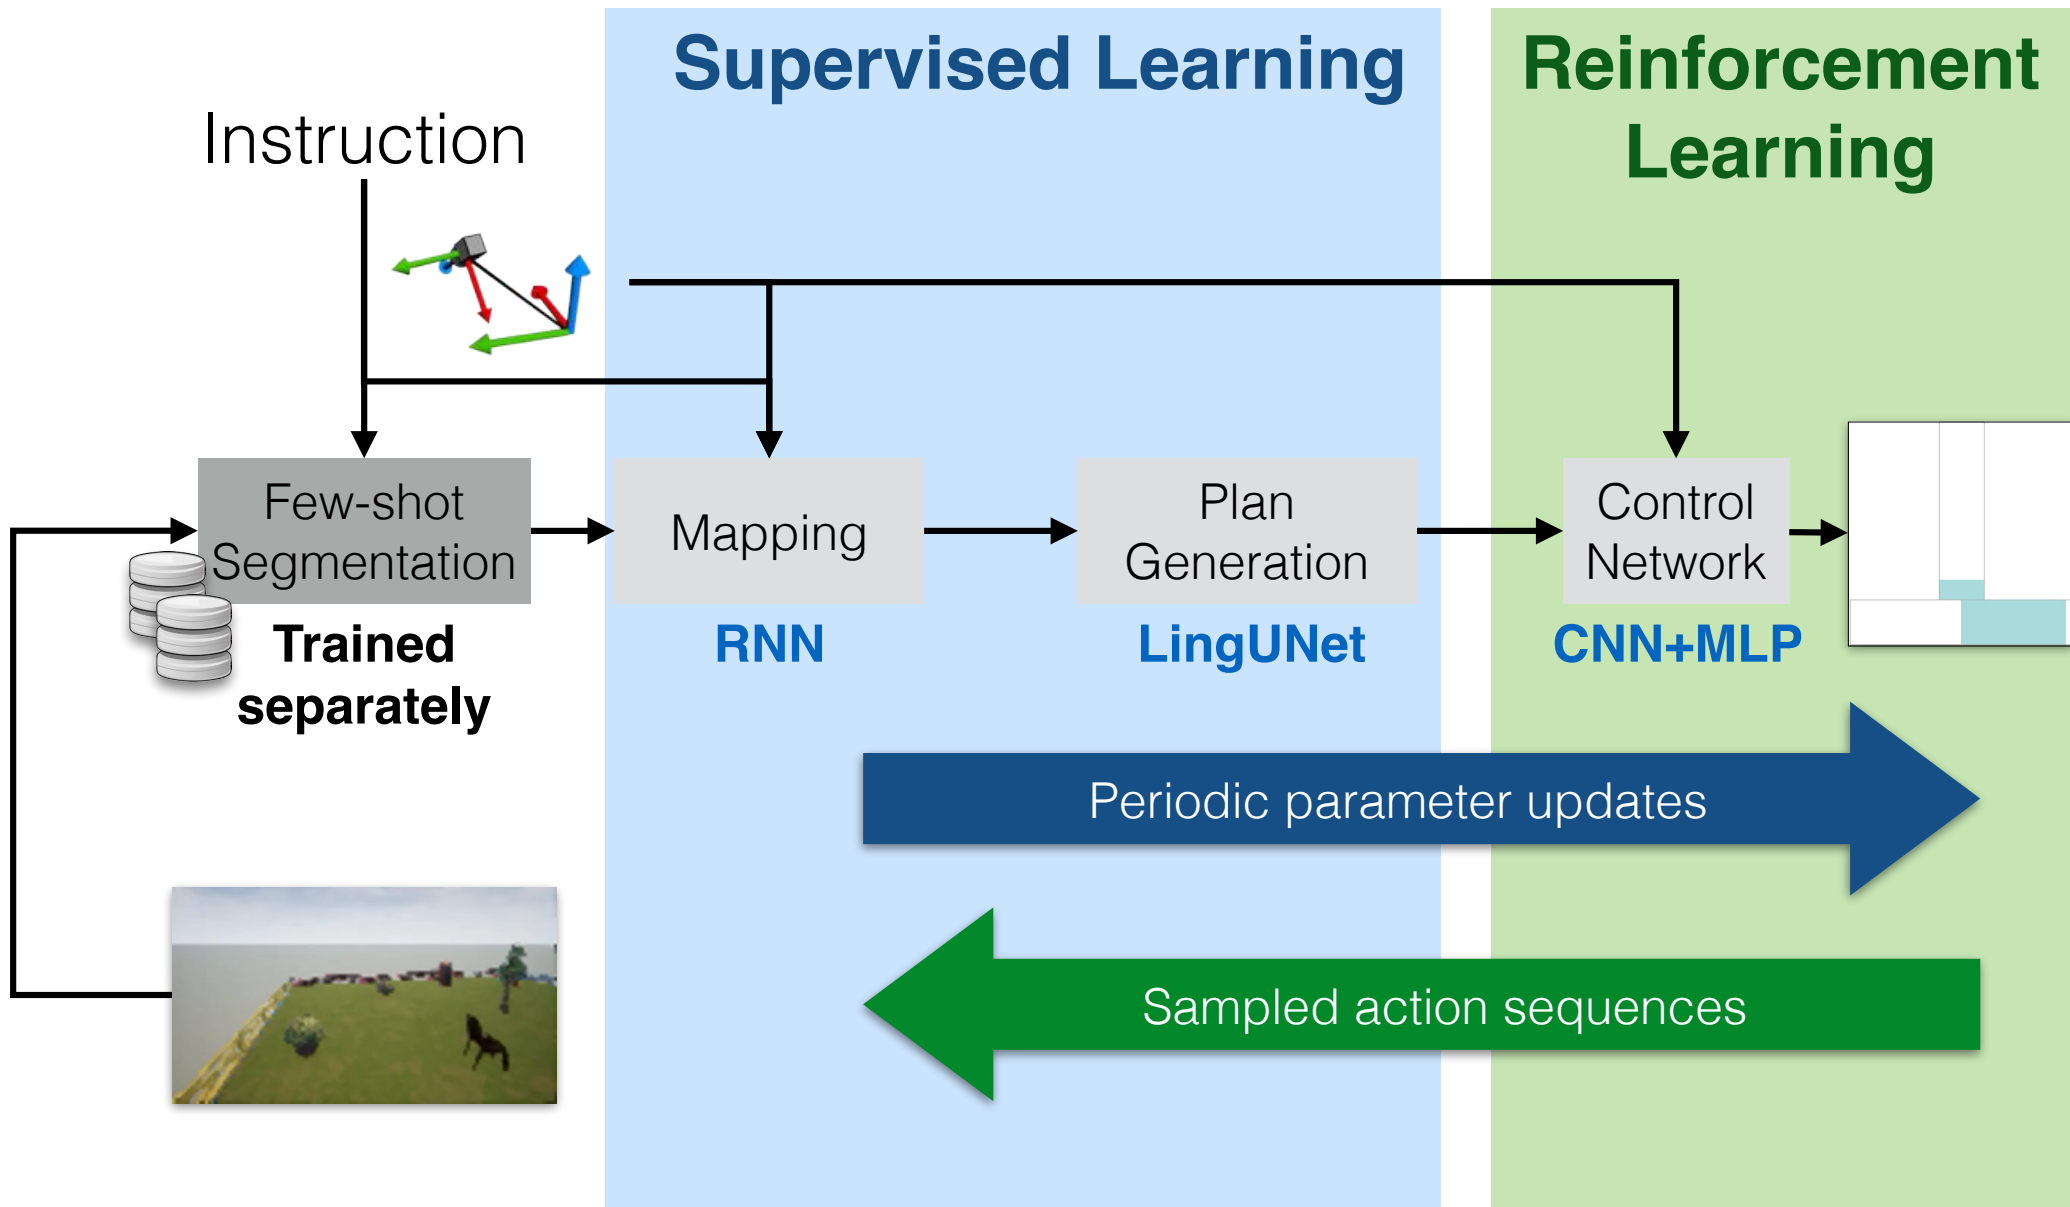 Supervised Learning
Reinforcement
Learning
Instruction
Few-shot
Segmentation
Mapping
Plan
Generation
Control
Network
Trained
separately
RNN
LingUNet
CNN+MLP
Periodic parameter updates
Sampled action sequences